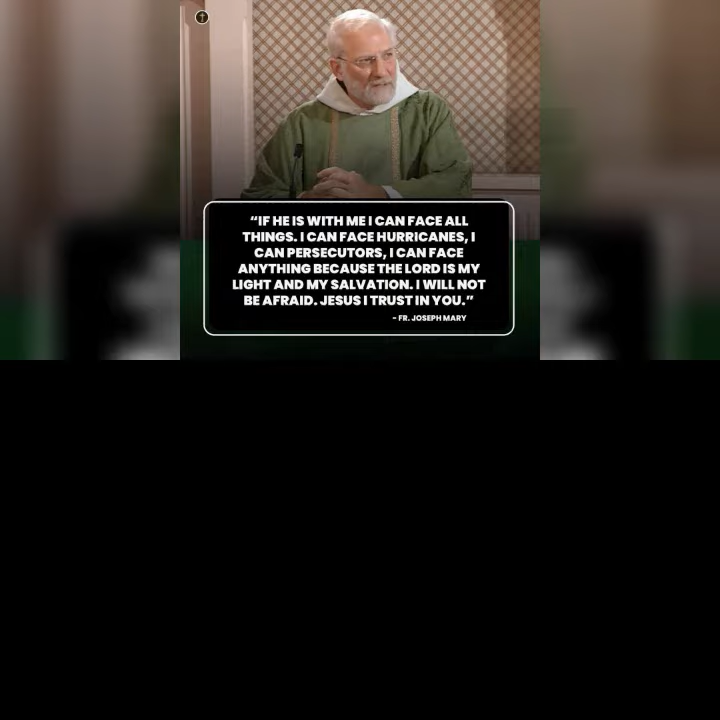 “IF HE IS WITH ME I CAN FACE ALL
THINGS. I CAN FACE HURRICANES, I
CAN PERSECUTORS, I CAN FACE
ANYTHING BECAUSE THE LORD IS MY
LIGHT AND MY SALVATION. I WILL NOT
BE AFRAID. JESUS I TRUST IN YOU.”
- FR. JOSEPH MARY